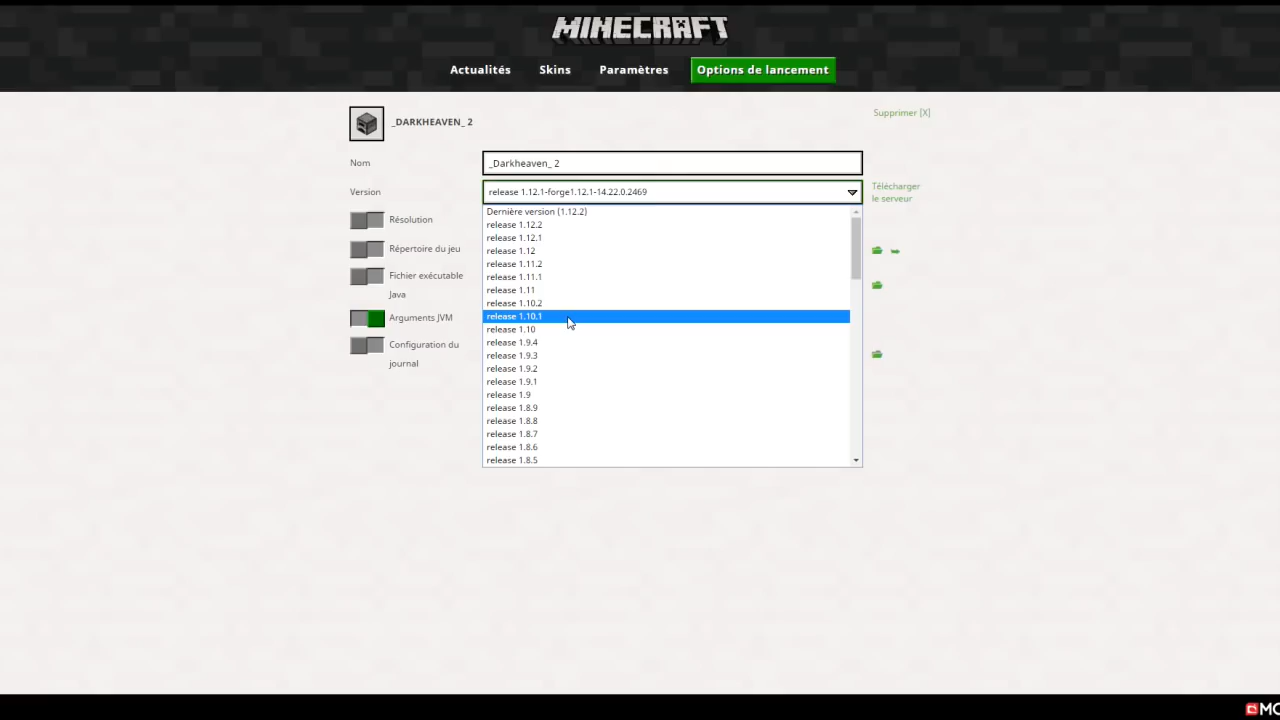 MINECRAFT
Actualités Skins Paramètres Options de lancement
_DARKHEAVEN_ 2
Supprimer [X]
Nom
_Darkheaven_ 2
Version
release 1.12.1-forge1.12.1-14.22.0.2469
Télécharger
le serveur
Résolution
Répertoire du jeu
Fichier exécutable
Java
Arguments JVM
Configuration du
journal
Dernière version (1.12.2)
release 1.12.2
release 1.12.1
release 1.12
release 1.11.2
release 1.11.1
release 1.11
release 1.10.2
release 1.10.1
release 1.10
release 1.9.4
release 1.9.3
release 1.9.2
release 1.9.1
release 1.9
release 1.8.9
release 1.8.8
release 1.8.7
release 1.8.6
release 1.8.5